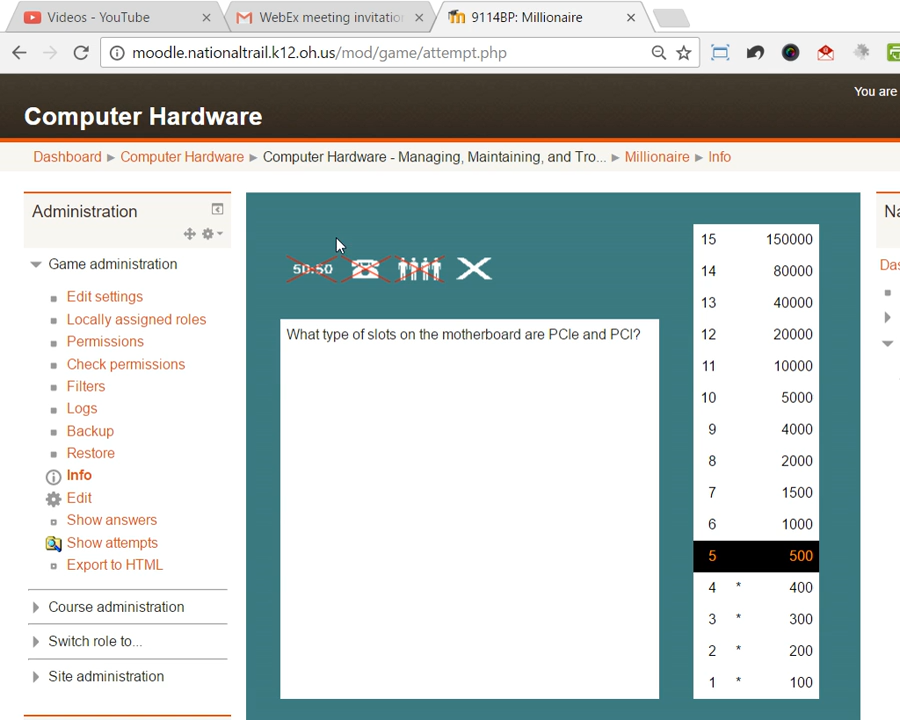 Videos - YouTube
WebEx meeting invitation
9114BP: Millionaire
moodle.nationaltrail.k12.oh.us/mod/game/attempt.php
You are
Computer Hardware
Dashboard ► Computer Hardware ► Computer Hardware - Managing, Maintaining, and Tro... ► Millionaire ► Info
Administration
Game administration
Edit settings
Locally assigned roles
Permissions
Check permissions
Filters
Logs
Backup
Restore
Info
Edit
Show answers
Show attempts
Export to HTML
Course administration
Switch role to...
Site administration
50:50
What type of slots on the motherboard are PCIe and PCI?
15 150000
14 80000
13 40000
12 20000
11 10000
10 5000
9 4000
8 2000
7 1500
6 1000
5 500
4 * 400
3 * 300
2 * 200
1 * 100
Na
Das